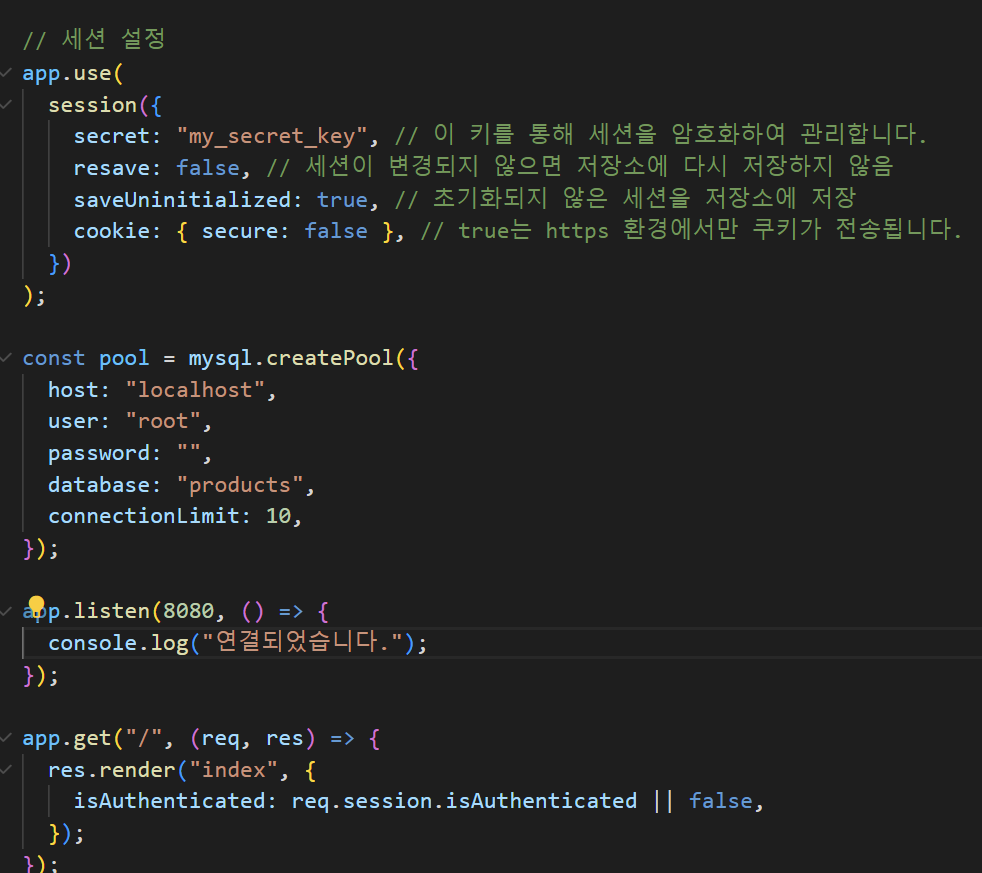 // 세션 설정
app.use(
session({
secret: "my_secret_key", // 이 키를 통해 세션을 암호화하여 관리합니다.
resave: false, // 세션이 변경되지 않으면 저장소에 다시 저장하지 않음
saveUninitialized: true, // 초기화되지 않은 세션을 저장소에 저장
cookie: { secure: false }, // true는 https 환경에서만 쿠키가 전송됩니다.
})
);
const pool = mysql.createPool({
host: "localhost",
user: "root",
password: "",
database: "products",
connectionLimit: 10,
});
app.listen(8080, () => {
console.log("연결되었습니다.");
});
app.get("/", (req, res) => {
res.render("index", {
isAuthenticated: req.session.isAuthenticated || false,
});
});